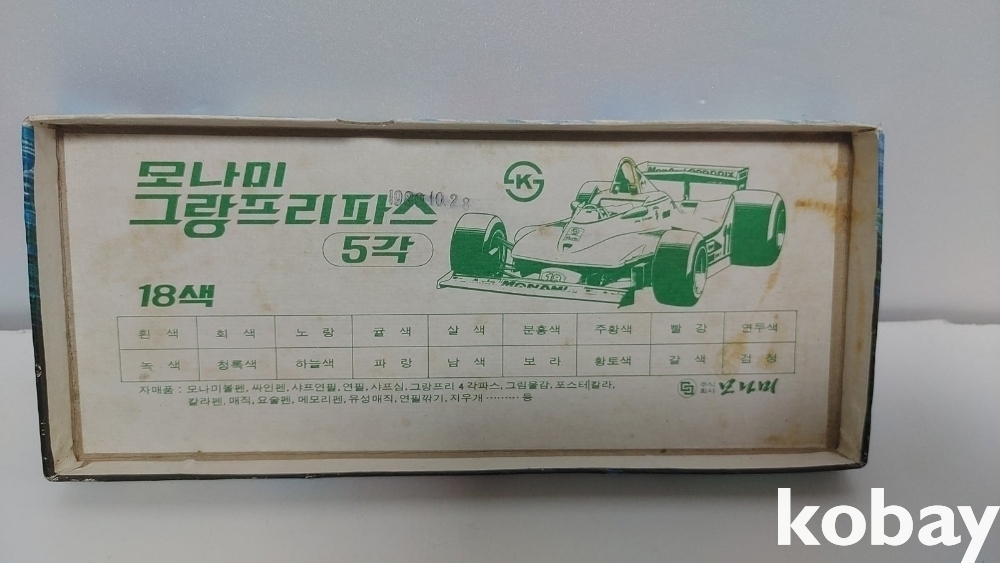 모나미
그랑프리파스
5각
18색
흰 색 회 색 노 랑 귤 색 살 색 분홍색 주황색 빨 강 연두색
녹 색 청록색 하늘색 파 랑 남 색 보 라 황토색 갈 색 검 정
자매품 : 모나미볼펜, 싸인펜, 샤프연필, 연필, 샤프심, 그랑프리 4각파스, 그림물감, 포스터칼라,
칼라펜, 매직, 요술펜, 메모리펜, 유성매직, 연필깎기, 지우개 ……… 등
주식회사 모나미
MONAMI
kobay